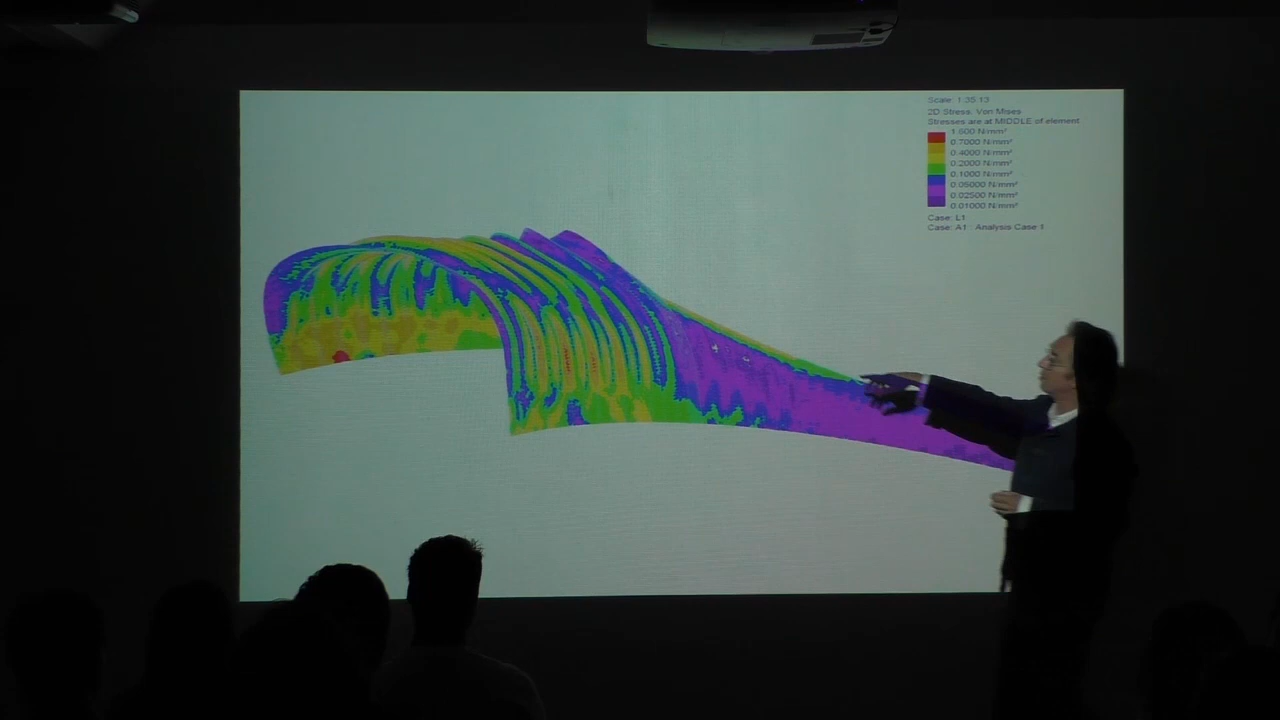 Scale: 1:35.13
2D Stress: Von Mises
Stresses are at MIDDLE of element
1.600 N/mm²
0.7000 N/mm²
0.4000 N/mm²
0.2000 N/mm²
0.1000 N/mm²
0.05000 N/mm²
0.02500 N/mm²
0.01000 N/mm²
Case: L1
Case: A1 : Analysis Case 1